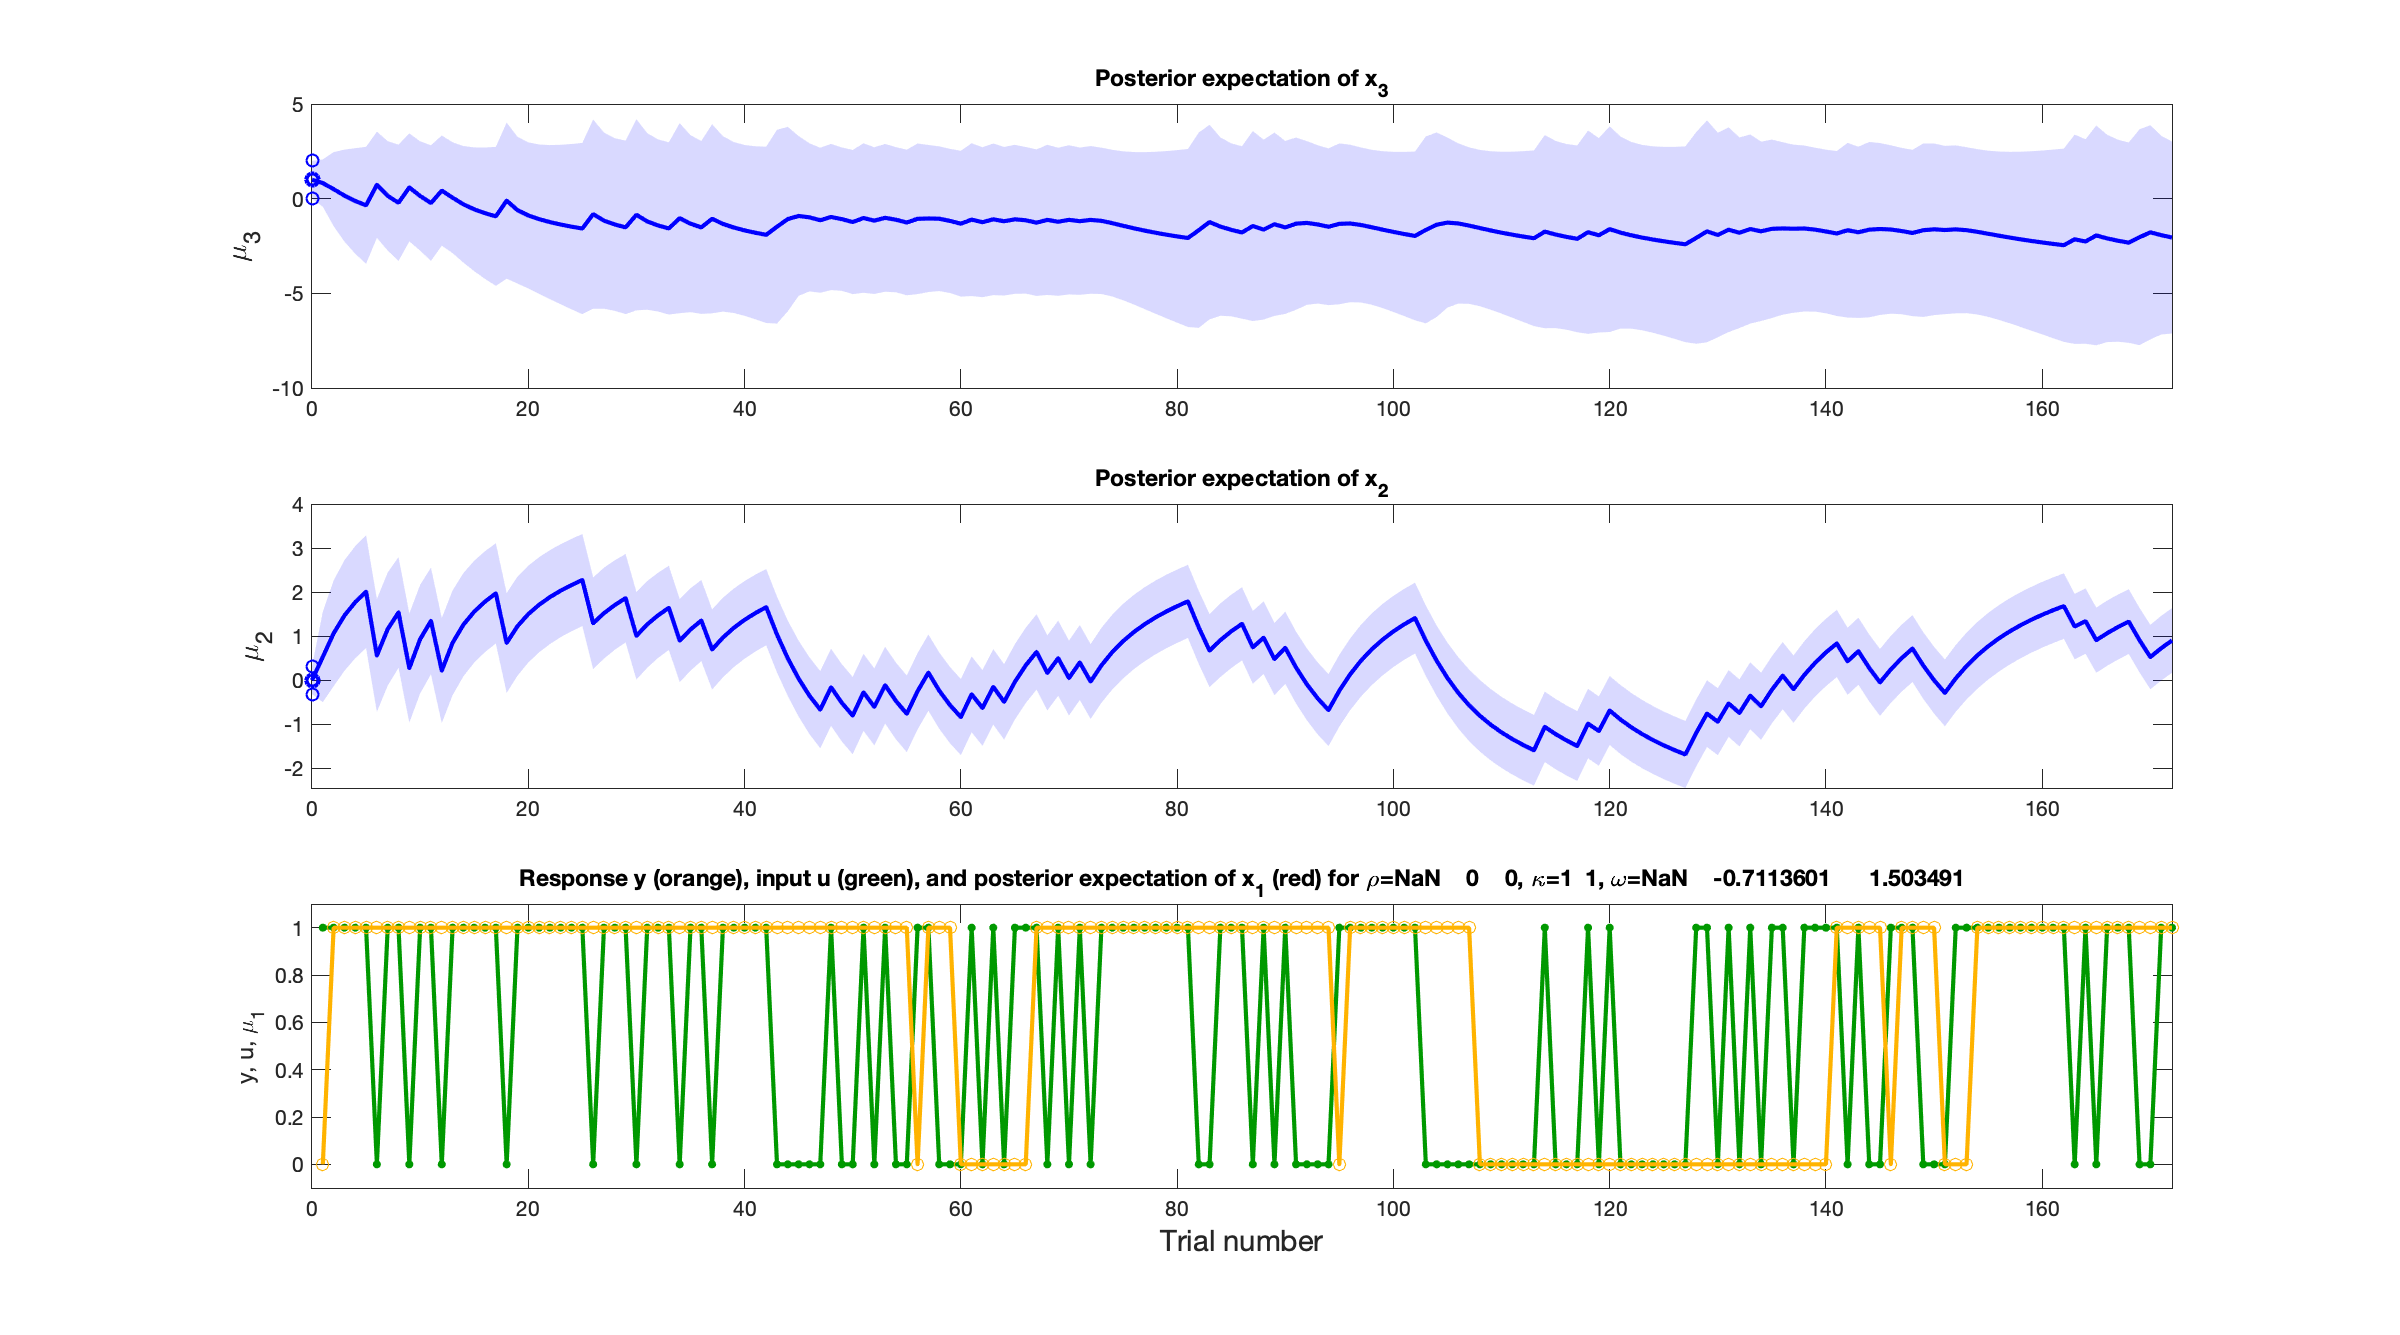 Posterior expectation of x3
5
0
-5
-10
μ3
0 20 40 60 80 100 120 140 160
Posterior expectation of x2
4
3
2
1
0
-1
-2
μ2
0 20 40 60 80 100 120 140 160
Response y (orange), input u (green), and posterior expectation of x1 (red) for ρ=NaN 0 0, κ=1 1, ω=NaN -0.7113601 1.503491
1
0.8
0.6
0.4
0.2
0
y, u, μ1
0 20 40 60 80 100 120 140 160
Trial number